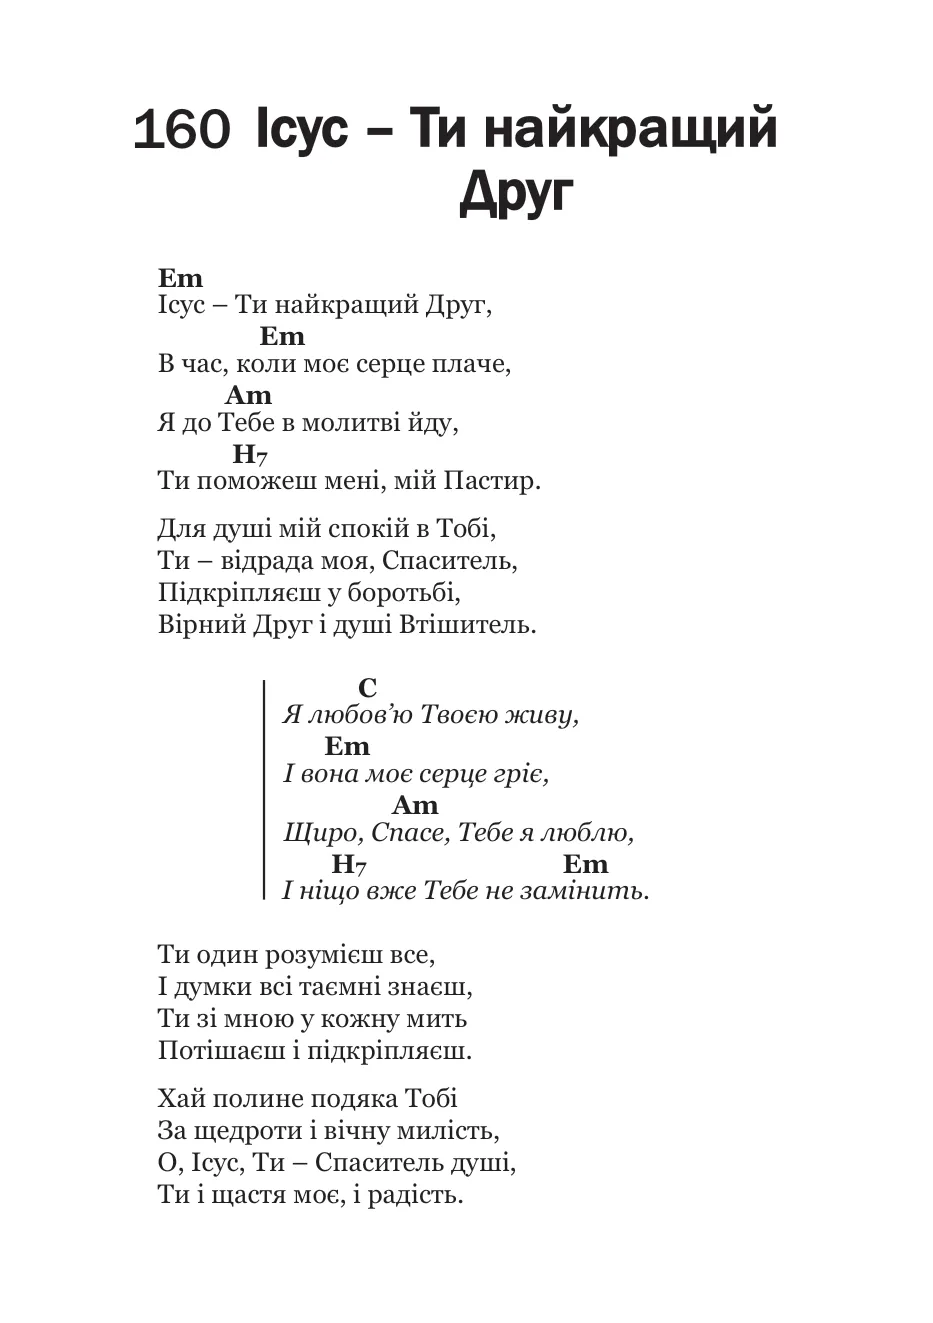 160 Ісус – Ти найкращий
Друг
Em
Ісус – Ти найкращий Друг,
Em
В час, коли моє серце плаче,
Am
Я до Тебе в молитві йду,
H7
Ти поможеш мені, мій Пастир.
Для душі мій спокій в Тобі,
Ти – відрада моя, Спаситель,
Підкріпляєш у боротьбі,
Вірний Друг і душі Втішитель.
C
Я любов’ю Твоєю живу,
Em
І вона моє серце гріє,
Am
Щиро, Спасе, Тебе я люблю,
H7 Em
І ніщо вже Тебе не замінить.
Ти один розумієш все,
І думки всі таємні знаєш,
Ти зі мною у кожну мить
Потішаєш і підкріпляєш.
Хай полине подяка Тобі
За щедроти і вічну милість,
О, Ісус, Ти – Спаситель душі,
Ти і щастя моє, і радість.